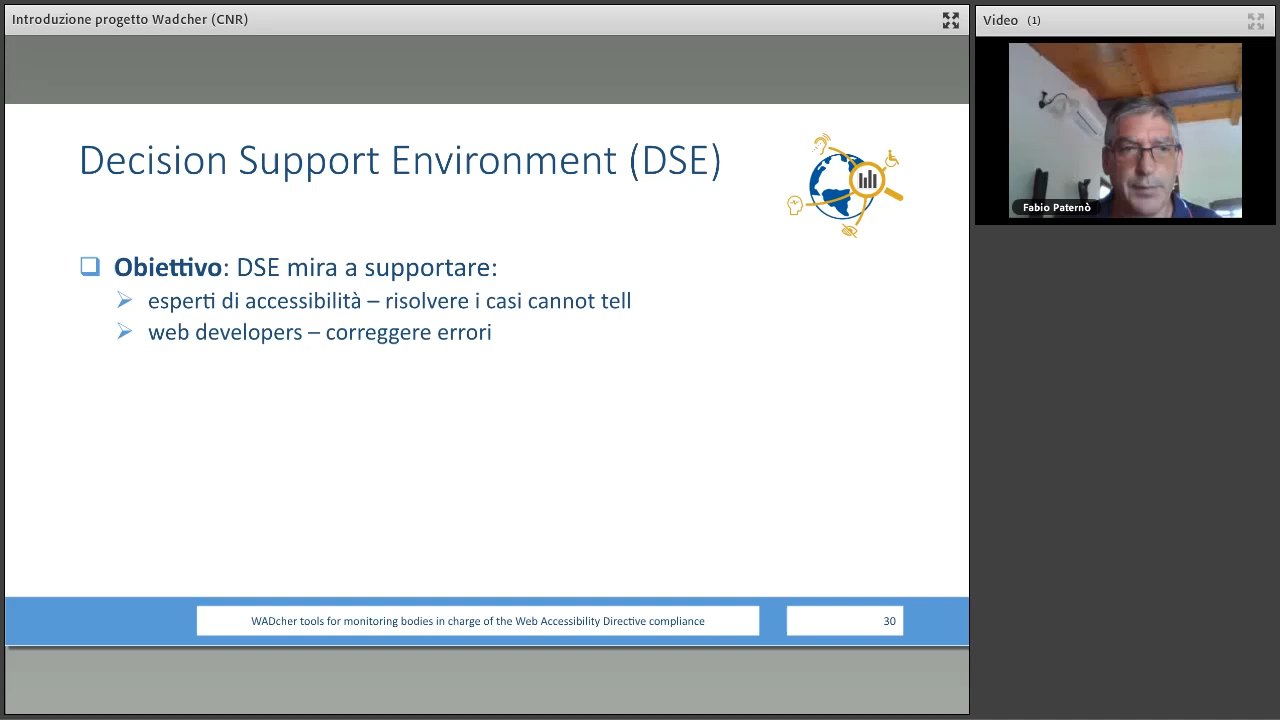 Introduzione progetto Wadcher (CNR)
Video (1)
Fabio Paternò
Decision Support Environment (DSE)
Obiettivo: DSE mira a supportare:
esperti di accessibilità – risolvere i casi cannot tell
web developers – correggere errori
WADcher tools for monitoring bodies in charge of the Web Accessibility Directive compliance
30